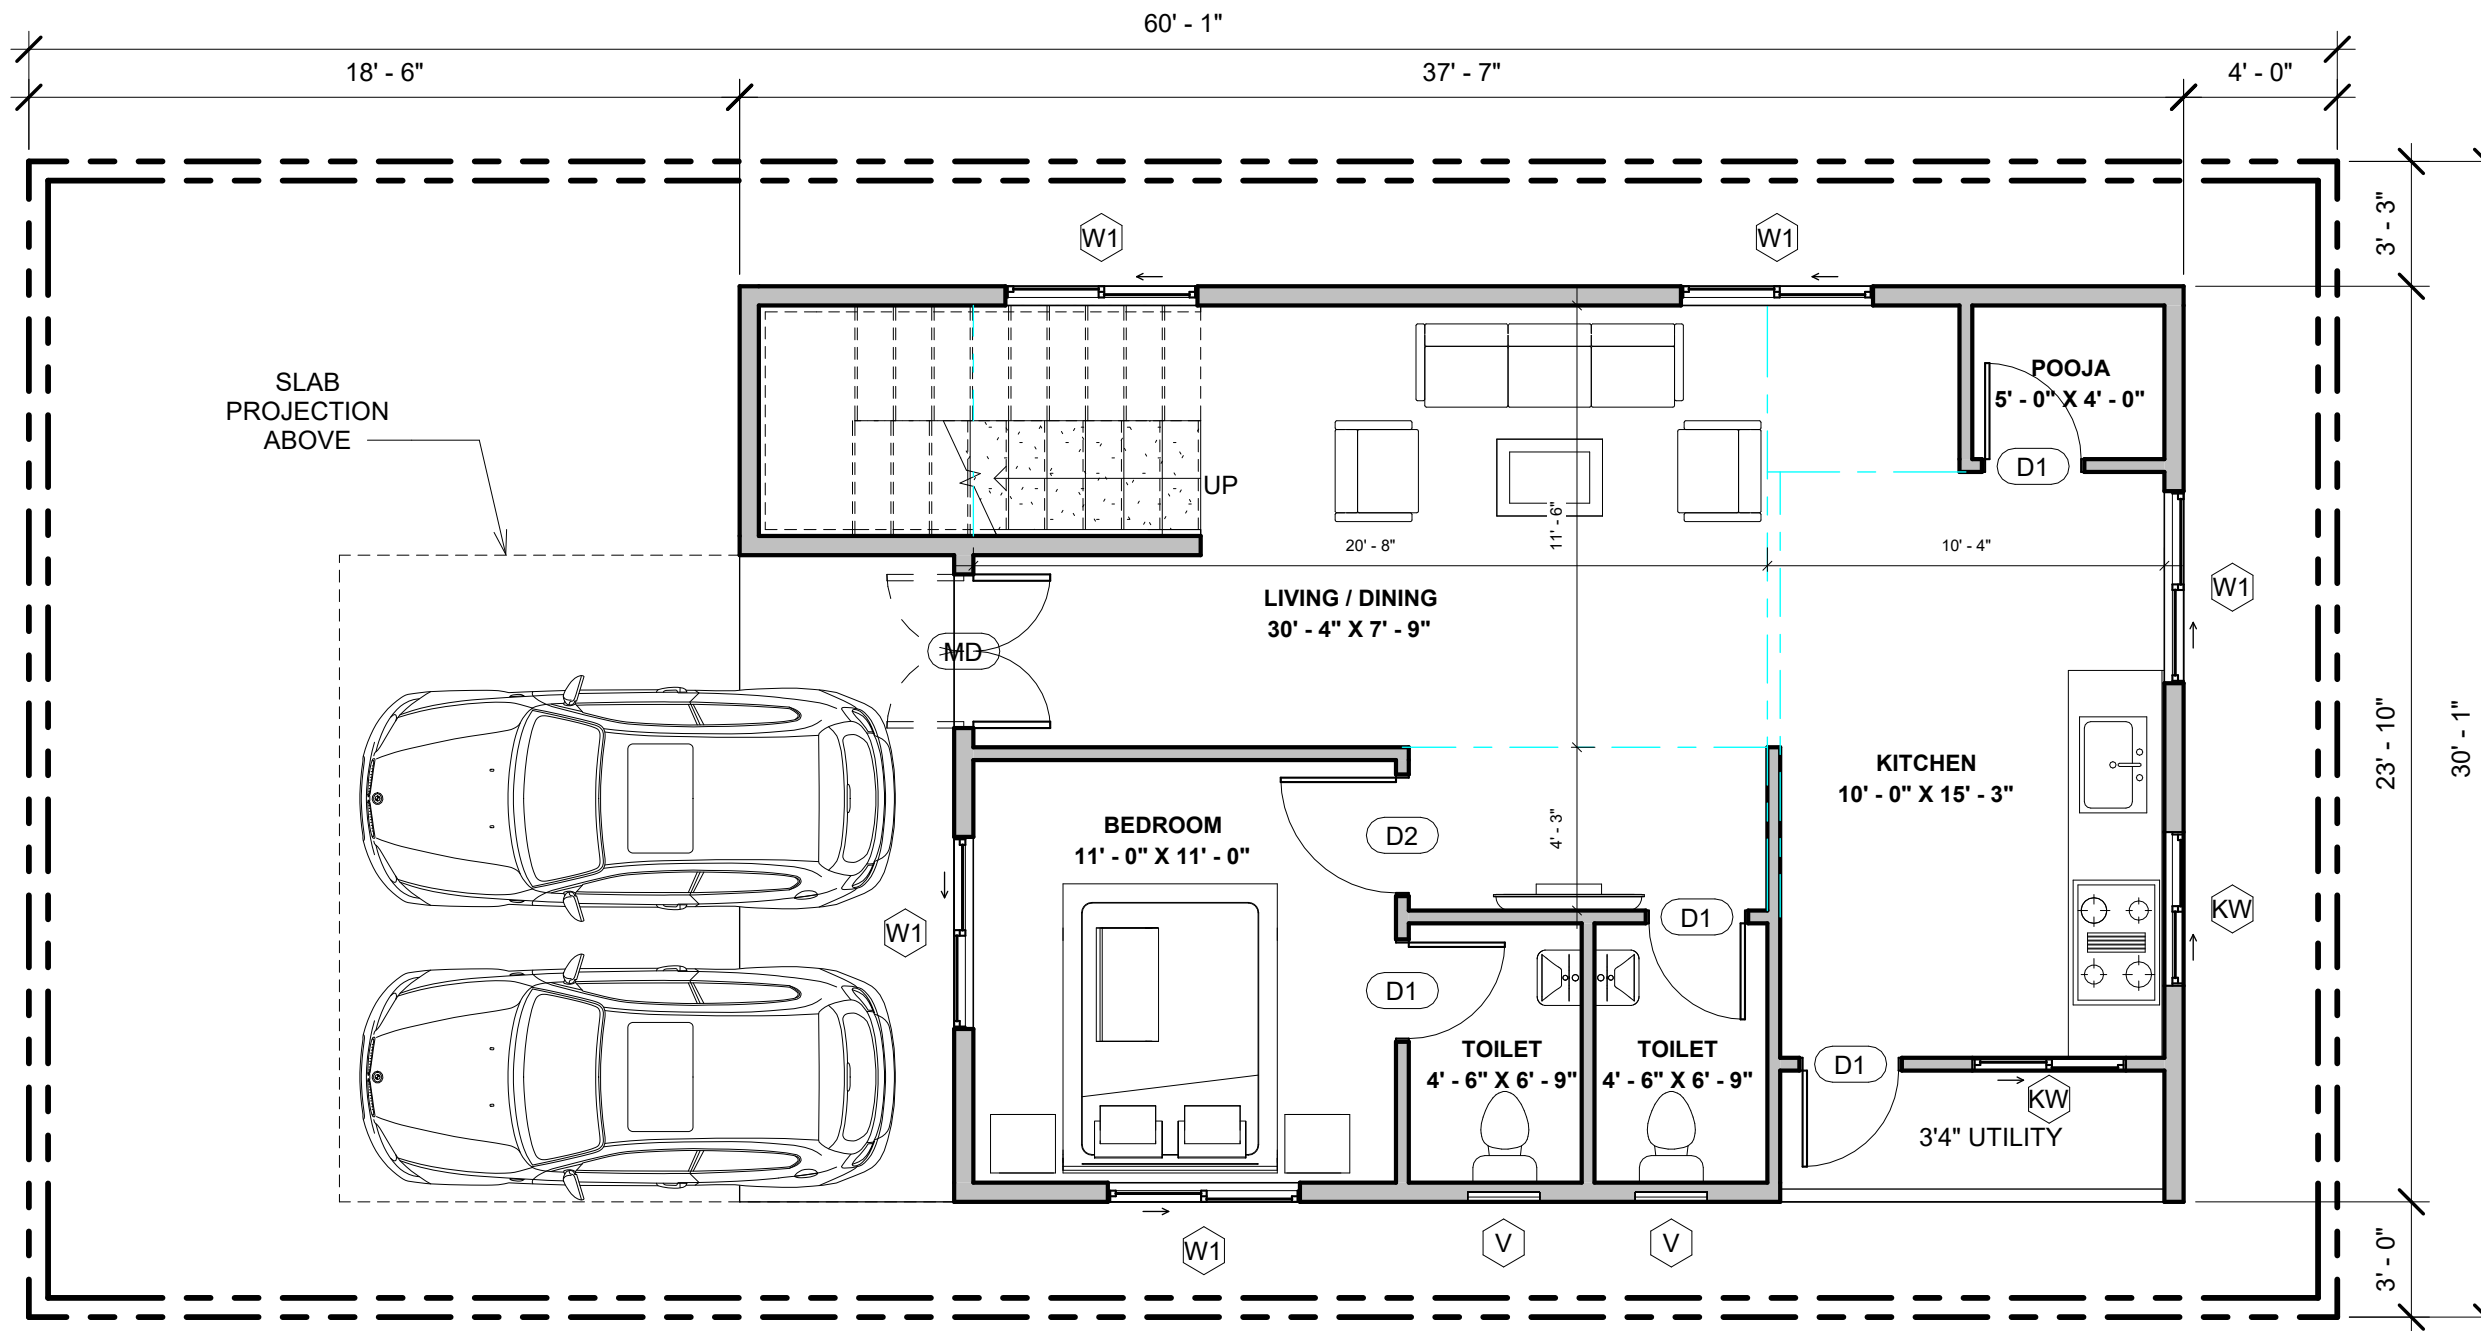 60' - 1"
18' - 6"
37' - 7"
4' - 0"
3' - 3"
W1
W1
SLAB
PROJECTION
ABOVE
POOJA
5' - 0" X 4' - 0"
D1
UP
11' - 6"
20' - 8"
10' - 4"
W1
LIVING / DINING
30' - 4" X 7' - 9"
MD
23' - 10"
30' - 1"
KITCHEN
10' - 0" X 15' - 3"
BEDROOM
11' - 0" X 11' - 0"
D2
4' - 3"
W1
D1
KW
D1
TOILET
4' - 6" X 6' - 9"
TOILET
4' - 6" X 6' - 9"
D1
KW
3'4" UTILITY
W1
V
V
3' - 0"